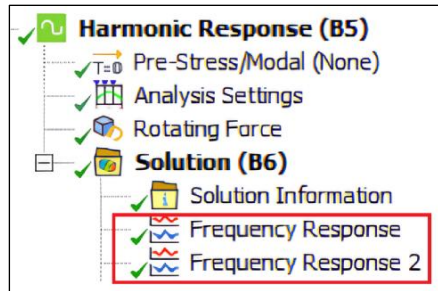 Harmonic Response (B5)
T=0 Pre-Stress/Modal (None)
Analysis Settings
Rotating Force
Solution (B6)
Solution Information
Frequency Response
Frequency Response 2